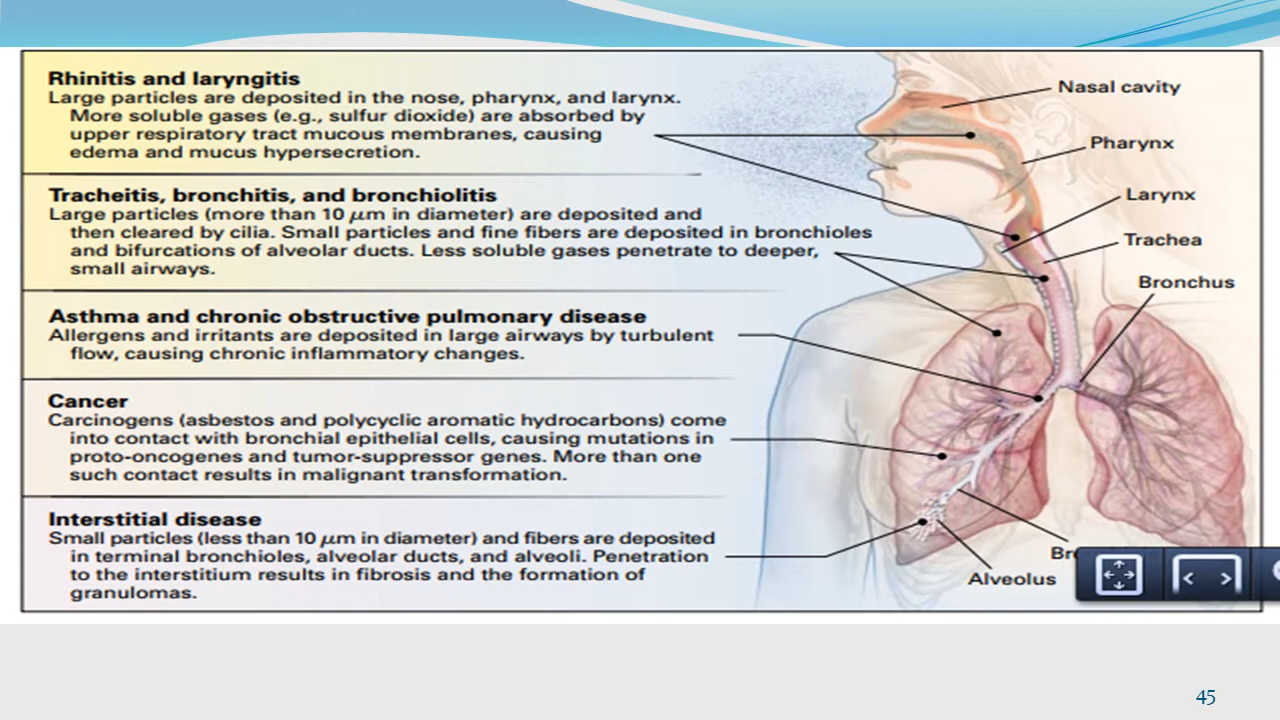 Rhinitis and laryngitis
Large particles are deposited in the nose, pharynx, and larynx.
More soluble gases (e.g., sulfur dioxide) are absorbed by
upper respiratory tract mucous membranes, causing
edema and mucus hypersecretion.
Tracheitis, bronchitis, and bronchiolitis
Large particles (more than 10 μm in diameter) are deposited and
then cleared by cilia. Small particles and fine fibers are deposited in bronchioles
and bifurcations of alveolar ducts. Less soluble gases penetrate to deeper,
small airways.
Asthma and chronic obstructive pulmonary disease
Allergens and irritants are deposited in large airways by turbulent
flow, causing chronic inflammatory changes.
Cancer
Carcinogens (asbestos and polycyclic aromatic hydrocarbons) come
into contact with bronchial epithelial cells, causing mutations in
proto-oncogenes and tumor-suppressor genes. More than one
such contact results in malignant transformation.
Interstitial disease
Small particles (less than 10 μm in diameter) and fibers are deposited
in terminal bronchioles, alveolar ducts, and alveoli. Penetration
to the interstitium results in fibrosis and the formation of
granulomas.
Nasal cavity
Pharynx
Larynx
Trachea
Bronchus
Alveolus
45